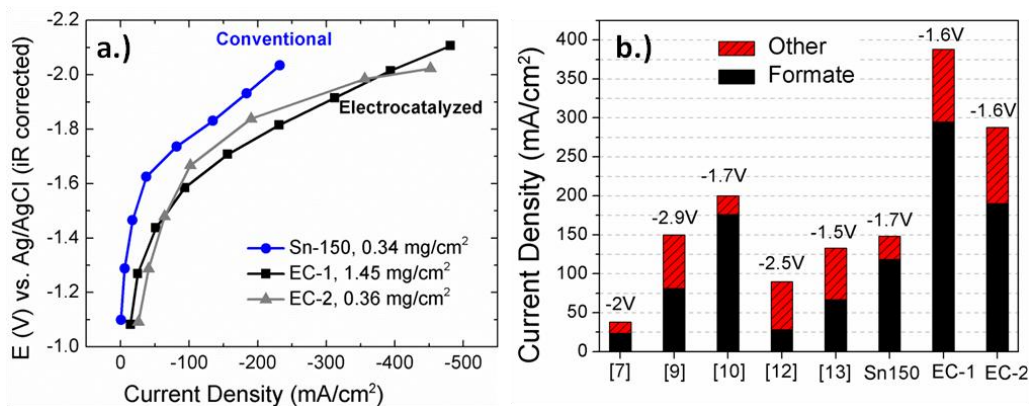 a.)
Conventional
Electrocatalyzed
Sn-150, 0.34 mg/cm²
EC-1, 1.45 mg/cm²
EC-2, 0.36 mg/cm²
E (V) vs. Ag/AgCl (iR corrected)
-2.2
-2.0
-1.8
-1.6
-1.4
-1.2
-1.0
0 -100 -200 -300 -400 -500
Current Density (mA/cm²)
b.)
Other
Formate
Current Density (mA/cm²)
400
350
300
250
200
150
100
50
0
-2V
-2.9V
-1.7V
-2.5V
-1.5V
-1.7V
-1.6V
-1.6V
[7] [9] [10] [12] [13] Sn150 EC-1 EC-2